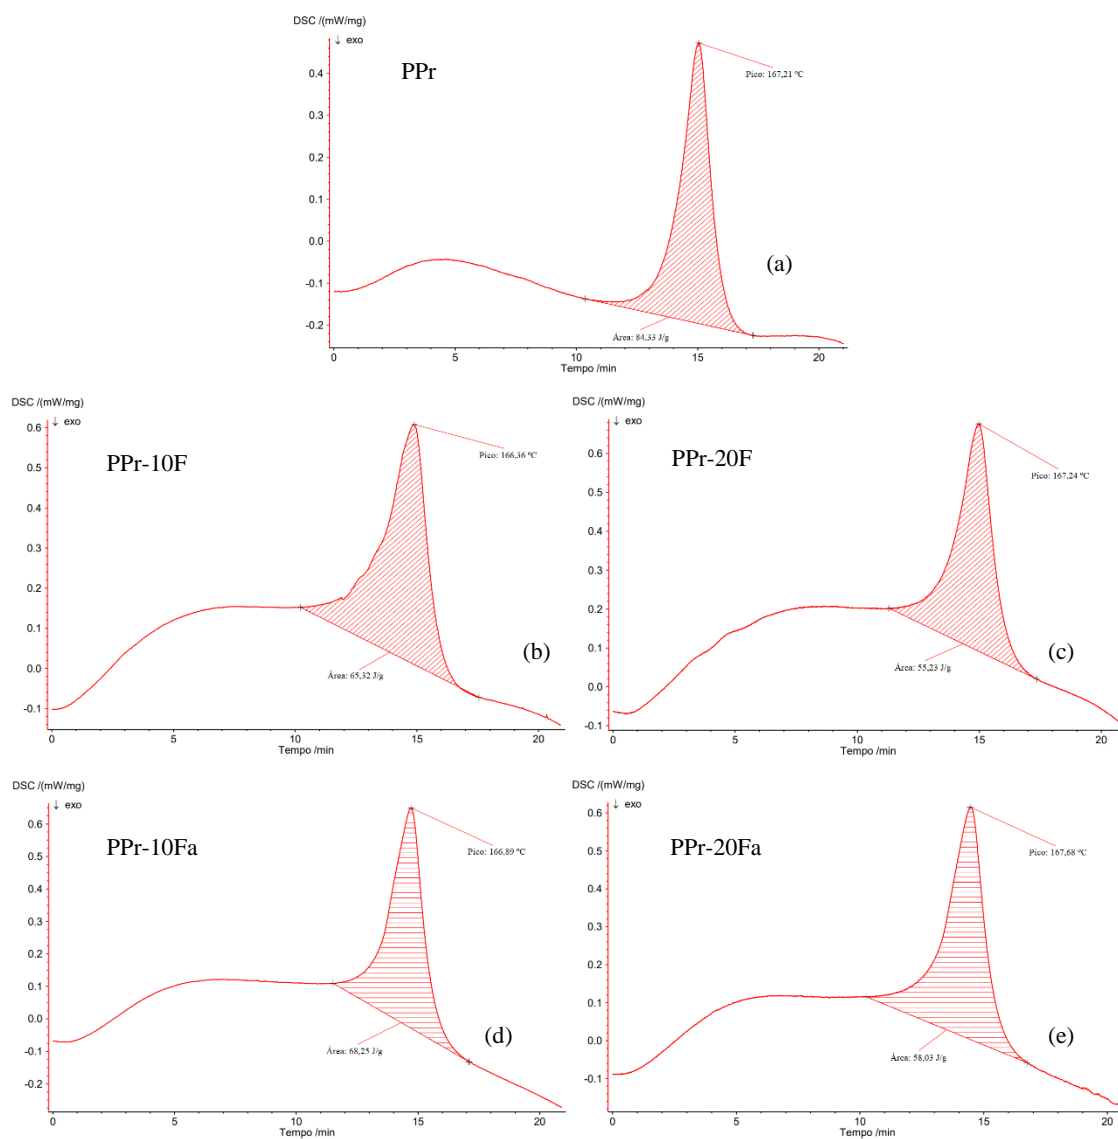 DSC /(mW/mg)
↓ exo
PPr
Pico: 167,21 ºC
0.4
0.3
0.2
0.1
0.0
-0.1
-0.2
(a)
Área: 84,33 J/g
0 5 10 15 20
Tempo /min
DSC /(mW/mg)
↓ exo
PPr-10F
Pico: 166,36 ºC
0.6
0.5
0.4
0.3
0.2
0.1
0.0
-0.1
(b)
Área: 65,32 J/g
0 5 10 15 20
Tempo /min
DSC /(mW/mg)
↓ exo
PPr-20F
Pico: 167,24 ºC
0.6
0.5
0.4
0.3
0.2
0.1
0.0
-0.1
(c)
Área: 55,23 J/g
0 5 10 15 20
Tempo /min
DSC /(mW/mg)
↓ exo
PPr-10Fa
Pico: 166,89 ºC
0.6
0.5
0.4
0.3
0.2
0.1
0.0
-0.1
-0.2
(d)
Área: 68,25 J/g
0 5 10 15 20
Tempo /min
DSC /(mW/mg)
↓ exo
PPr-20Fa
Pico: 167,68 ºC
0.6
0.5
0.4
0.3
0.2
0.1
0.0
-0.1
(e)
Área: 58,03 J/g
0 5 10 15 20
Tempo /min